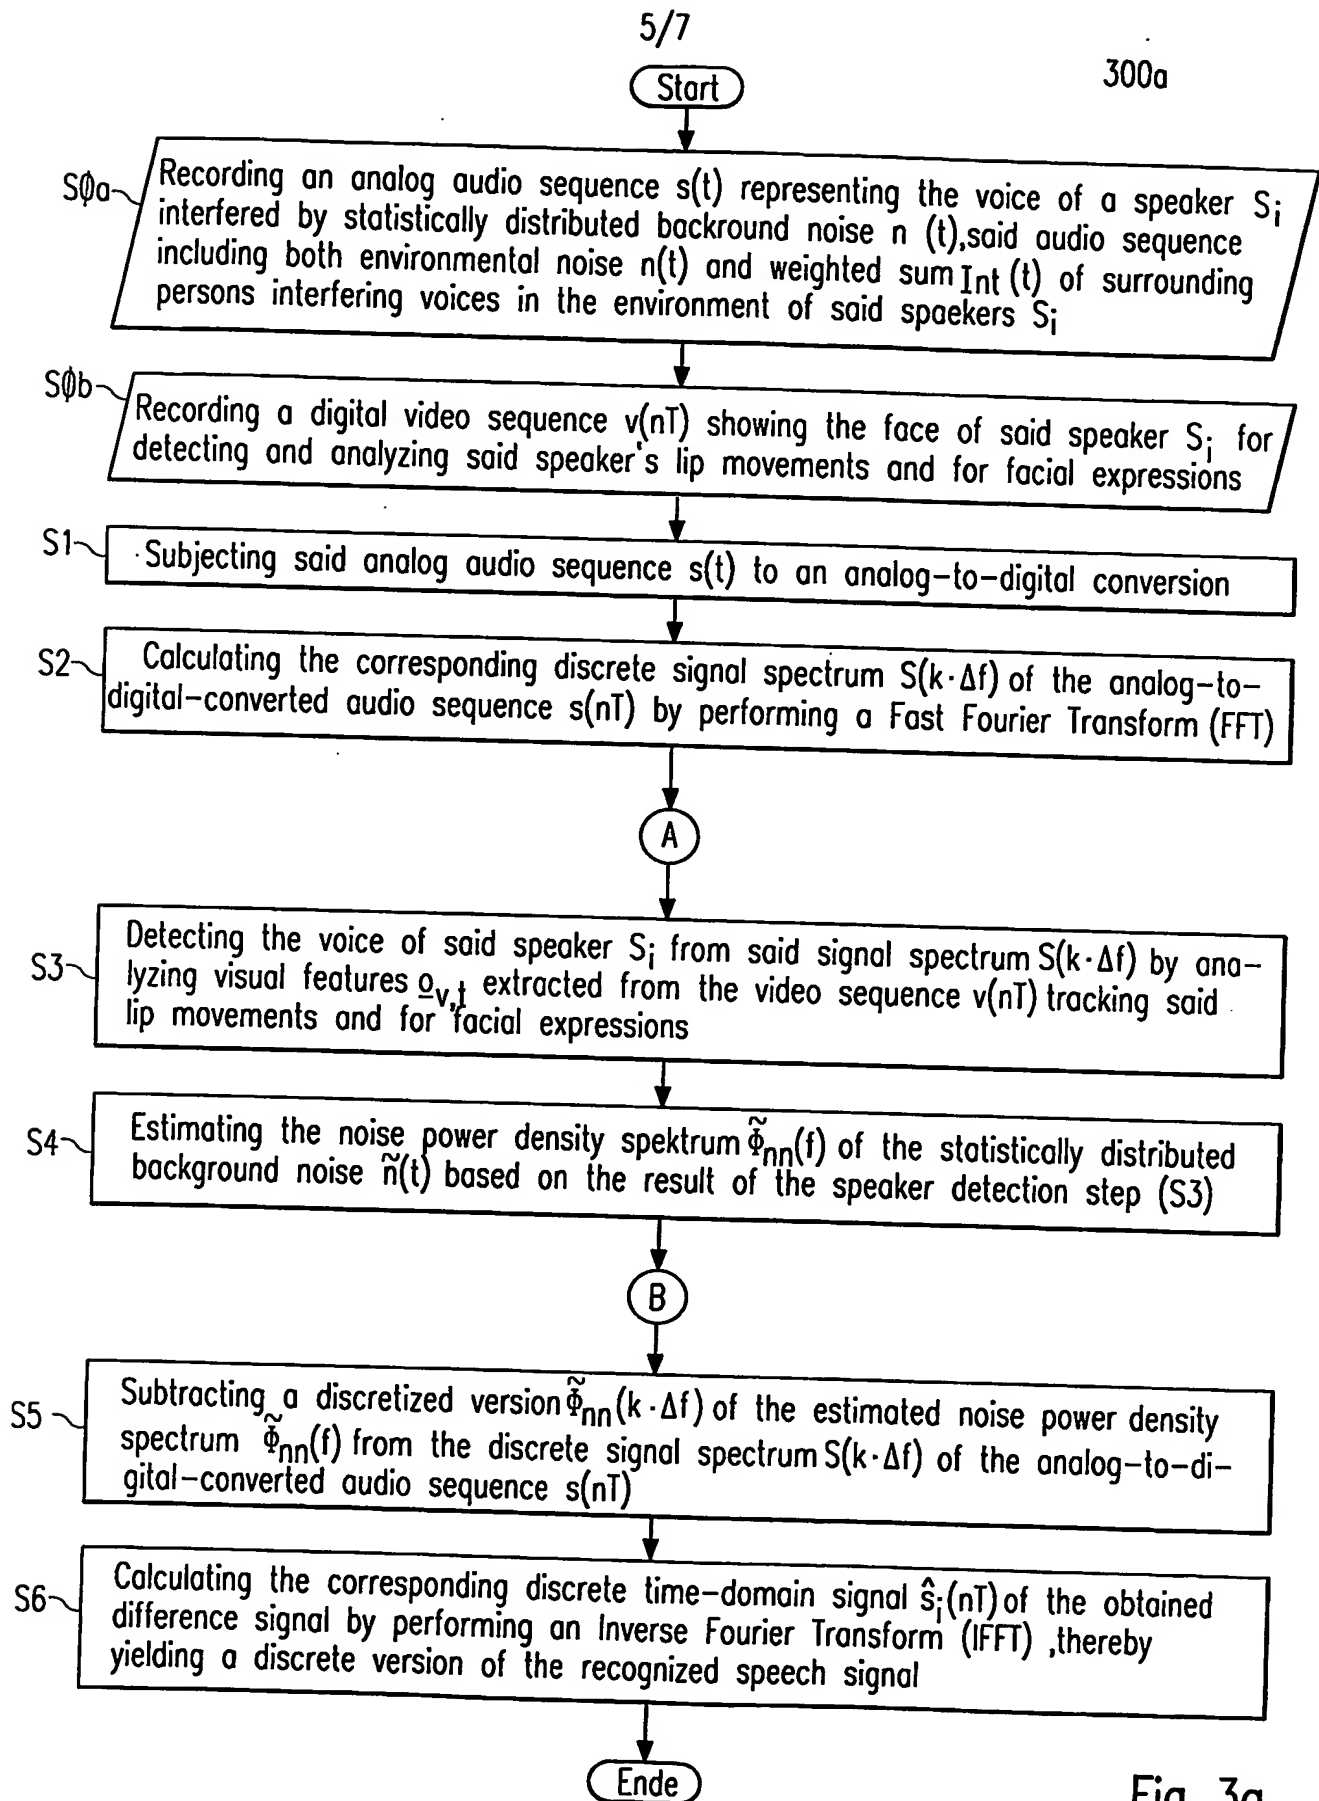 5/7
300a
Start
SØa
Recording an analog audio sequence s(t) representing the voice of a speaker Sᵢ
interfered by statistically distributed backround noise n (t),said audio sequence
including both environmental noise n(t) and weighted sum Int (t) of surrounding
persons interfering voices in the environment of said spaekers Sᵢ
SØb
Recording a digital video sequence v(nT) showing the face of said speaker Sᵢ for
detecting and analyzing said speaker's lip movements and for facial expressions
S1
Subjecting said analog audio sequence s(t) to an analog-to-digital conversion
S2
Calculating the corresponding discrete signal spectrum S(k·Δf) of the analog-to-
digital-converted audio sequence s(nT) by performing a Fast Fourier Transform (FFT)
A
S3
Detecting the voice of said speaker Sᵢ from said signal spectrum S(k·Δf) by ana-
lyzing visual features o̲v,t extracted from the video sequence v(nT) tracking said
lip movements and for facial expressions
S4
Estimating the noise power density spektrum Φ̃nn(f) of the statistically distributed
background noise ñ(t) based on the result of the speaker detection step (S3)
B
S5
Subtracting a discretized version Φ̃nn(k·Δf) of the estimated noise power density
spectrum Φ̃nn(f) from the discrete signal spectrum S(k·Δf) of the analog-to-di-
gital-converted audio sequence s(nT)
S6
Calculating the corresponding discrete time-domain signal ŝᵢ(nT) of the obtained
difference signal by performing an Inverse Fourier Transform (IFFT) ,thereby
yielding a discrete version of the recognized speech signal
Ende
Fig. 3a